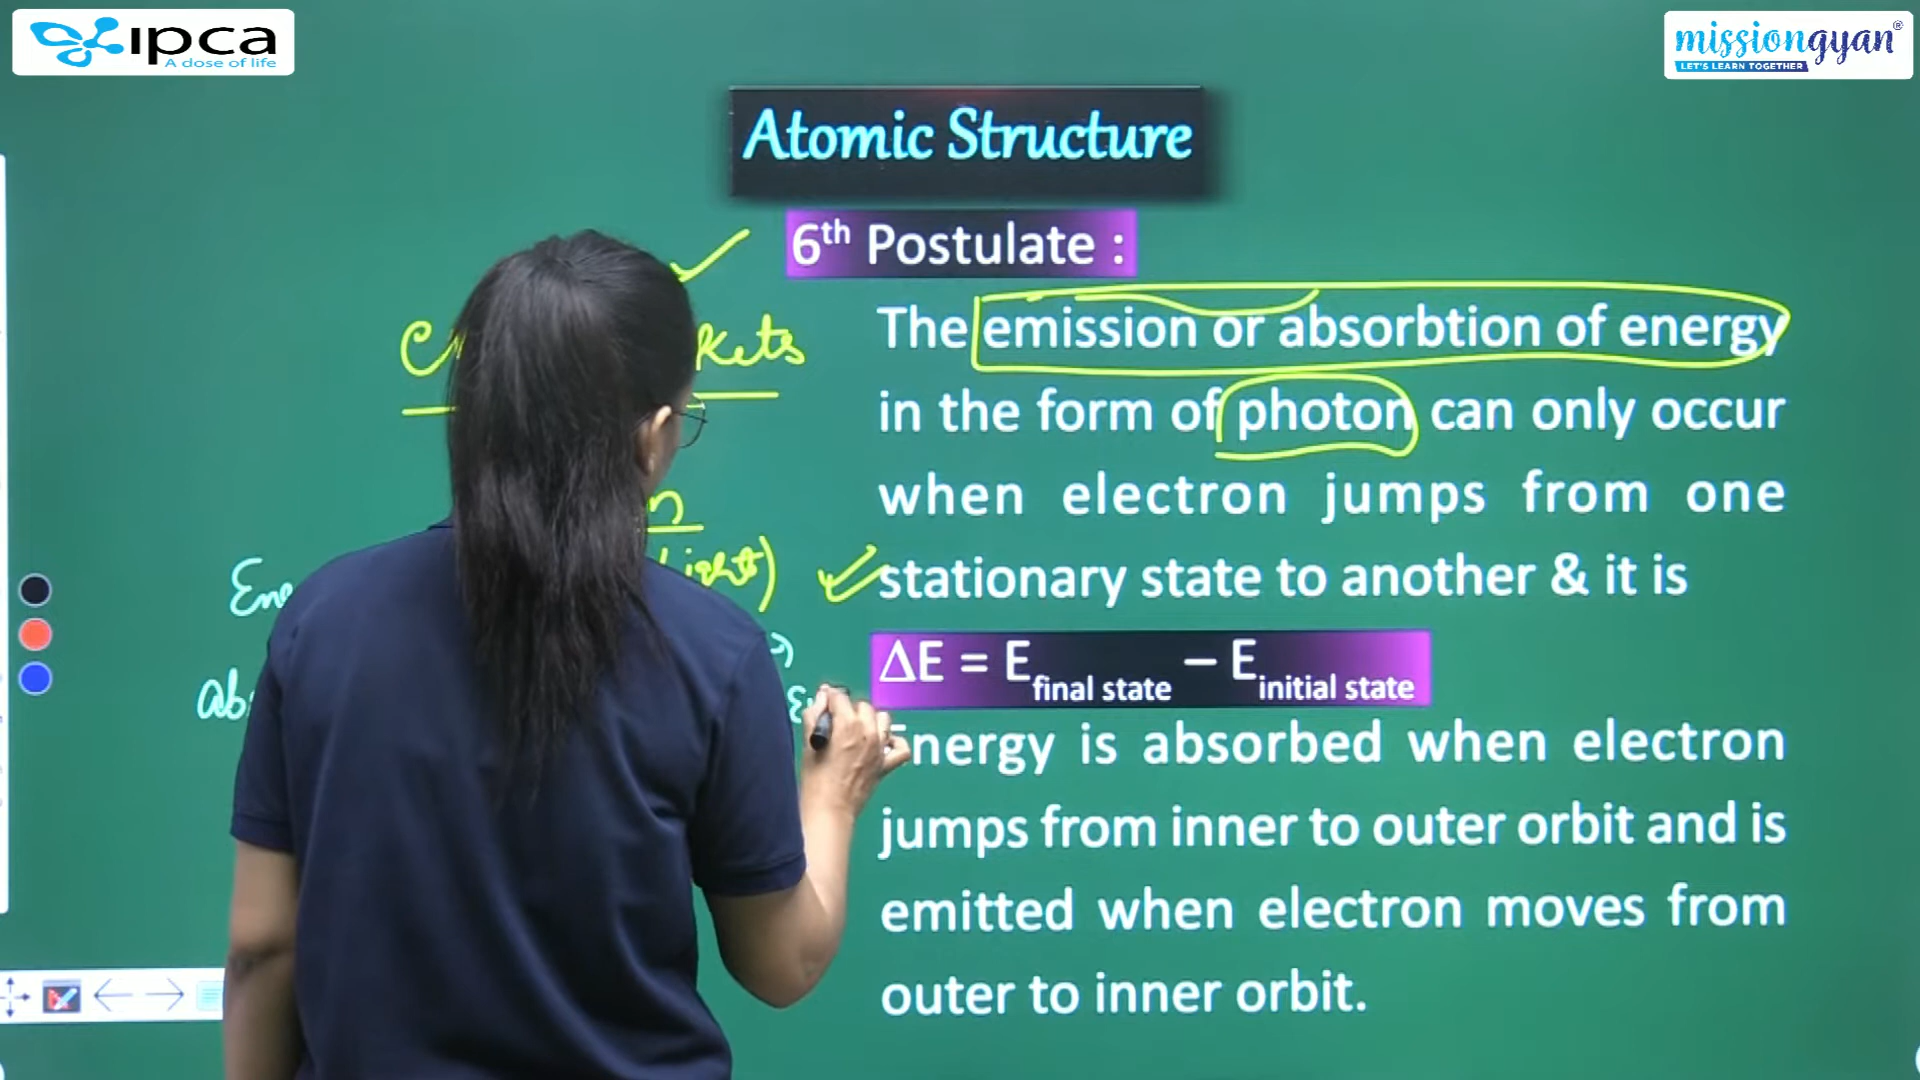 ipca
A dose of life
missiongyan®
LET'S LEARN TOGETHER
Atomic Structure
6th Postulate :
The emission or absorbtion of energy
in the form of photon can only occur
when electron jumps from one
stationary state to another & it is
ΔE = E final state – E initial state
Energy is absorbed when electron
jumps from inner to outer orbit and is
emitted when electron moves from
outer to inner orbit.